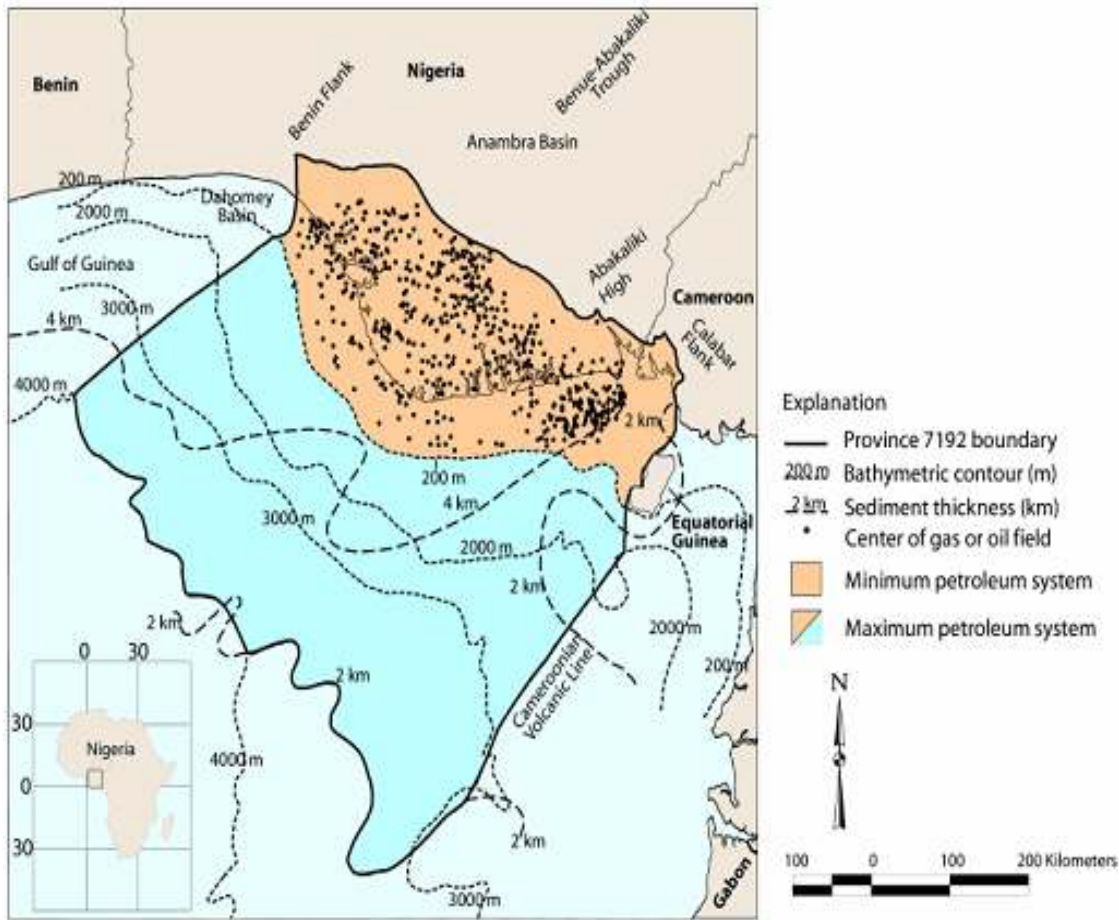 Benin
Nigeria
Benin Flank
Benue-Abakaliki
Trough
Anambra Basin
200 m
2000 m
Dahomey
Basin
Gulf of Guinea
3000 m
4 km
4000 m
Abakaliki
High
Cameroon
Calabar
Flank
2 km
200 m
4 km
3000 m
2000 m
Equatorial
Guinea
2 km
2000 m
200 m
2 km
2 km
Cameroonian
Volcanic Linel
4000 m
2 km
3000 m
Gabon
0 30
30
Nigeria
0
30
Explanation
Province 7192 boundary
200 m Bathymetric contour (m)
2 km Sediment thickness (km)
Center of gas or oil field
Minimum petroleum system
Maximum petroleum system
N
100 0 100 200 Kilometers